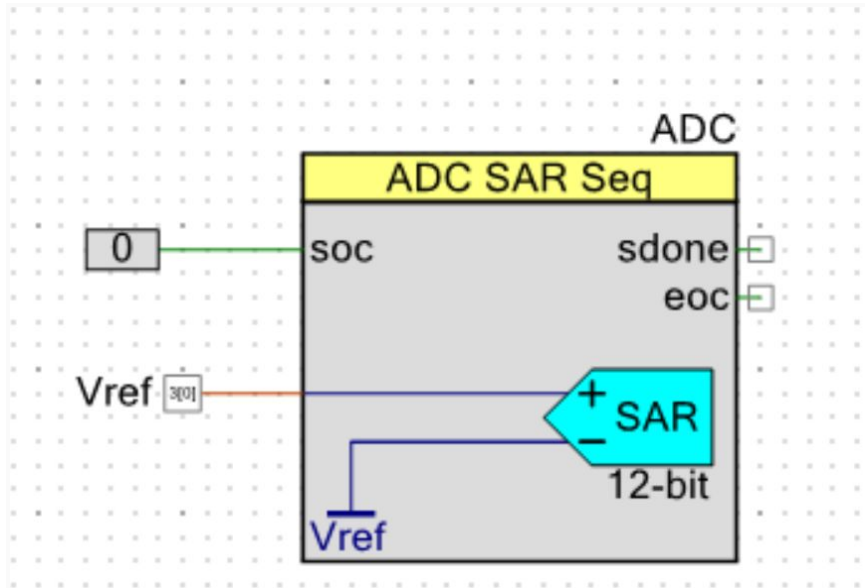 ADC
ADC SAR Seq
0
soc
sdone
eoc
Vref
3[0]
+
SAR
−
12-bit
Vref